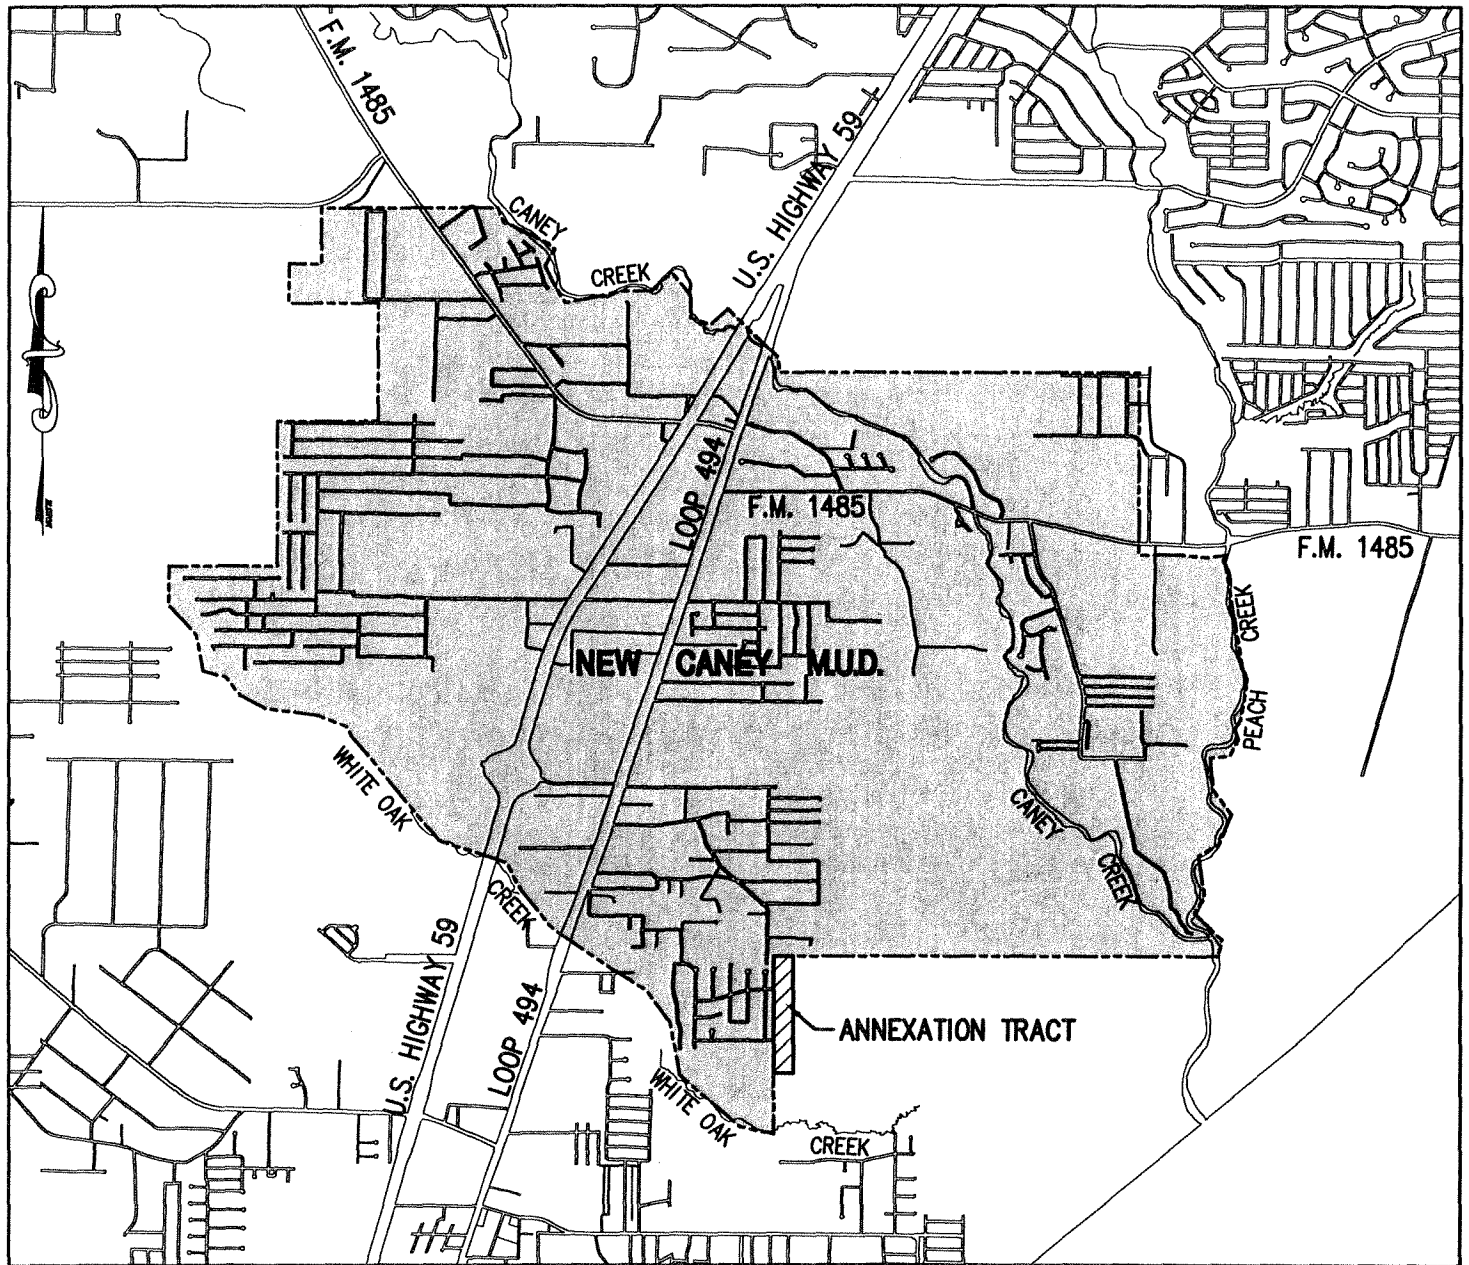 F.M. 1485
U.S. HIGHWAY 59
CANEY
CREEK
LOOP 494
F.M. 1485
F.M. 1485
CREEK
PEACH
NEW CANEY M.U.D.
WHITE OAK
CREEK
CANEY
CREEK
U.S. HIGHWAY 59
LOOP 494
ANNEXATION TRACT
WHITE OAK
CREEK